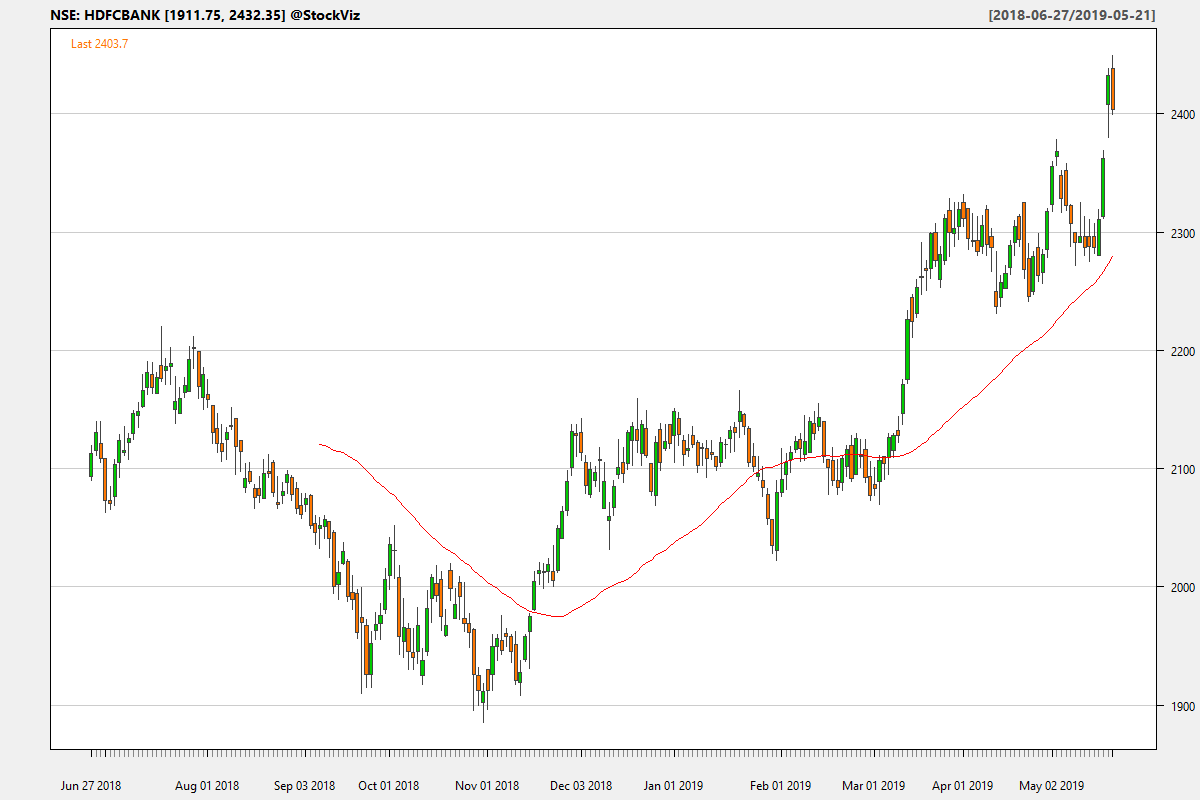 NSE: HDFCBANK [1911.75, 2432.35] @StockViz [2018-06-27/2019-05-21]
Last 2403.7
2400
2300
2200
2100
2000
1900
Jun 27 2018 Aug 01 2018 Sep 03 2018 Oct 01 2018 Nov 01 2018 Dec 03 2018 Jan 01 2019 Feb 01 2019 Mar 01 2019 Apr 01 2019 May 02 2019